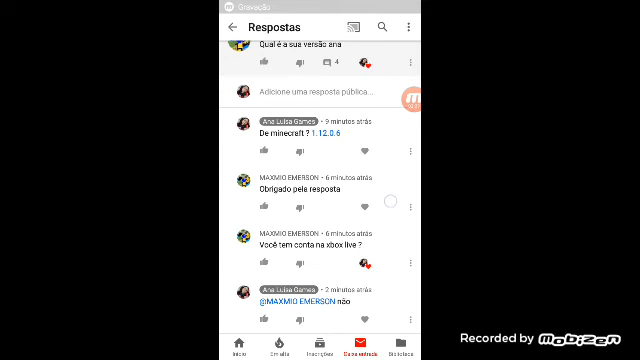 Gravação
Respostas
Qual é a sua versão ana
4
Adicione uma resposta pública...
Ana Luisa Games • 9 minutos atrás
De minecraft ? 1.12.0.6
MAXMIO EMERSON • 6 minutos atrás
Obrigado pela resposta
MAXMIO EMERSON • 6 minutos atrás
Você tem conta na xbox live ?
Ana Luisa Games • 2 minutos atrás
@MAXMIO EMERSON não
Início
Em alta
Inscrições
Caixa entrada
Biblioteca
Recorded by Mobizen